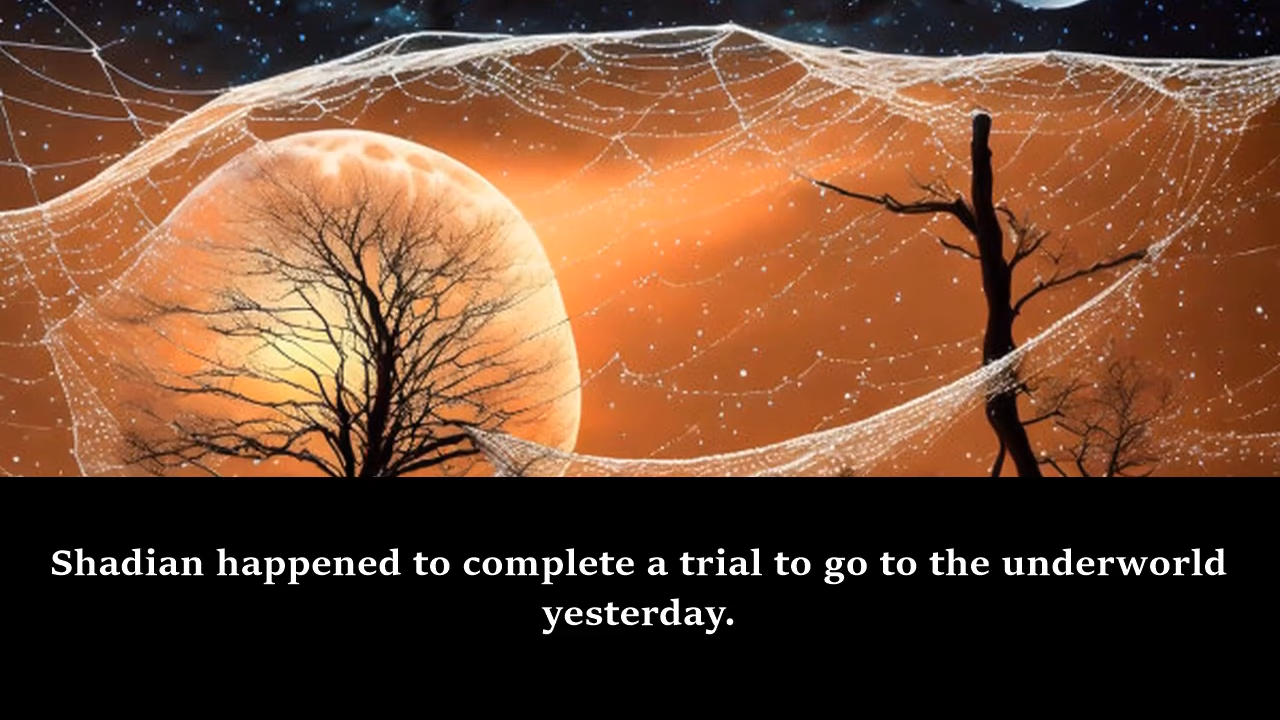 Shadian happened to complete a trial to go to the underworld
yesterday.